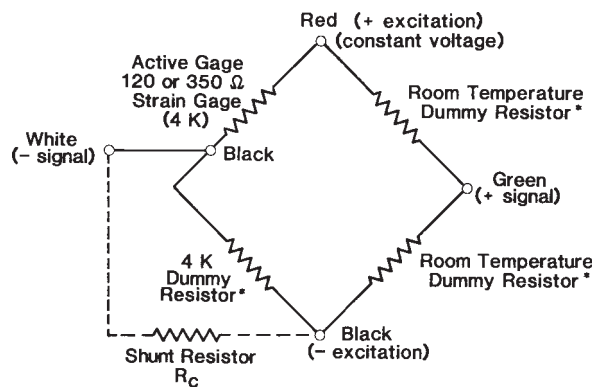 Red (+ excitation)
(constant voltage)
Active Gage
120 or 350 Ω
Strain Gage
(4 K)
Room Temperature
Dummy Resistor*
White
(- signal)
Black
Green
(+ signal)
4 K
Dummy
Resistor*
Room Temperature
Dummy Resistor*
Black
(- excitation)
Shunt Resistor
RC